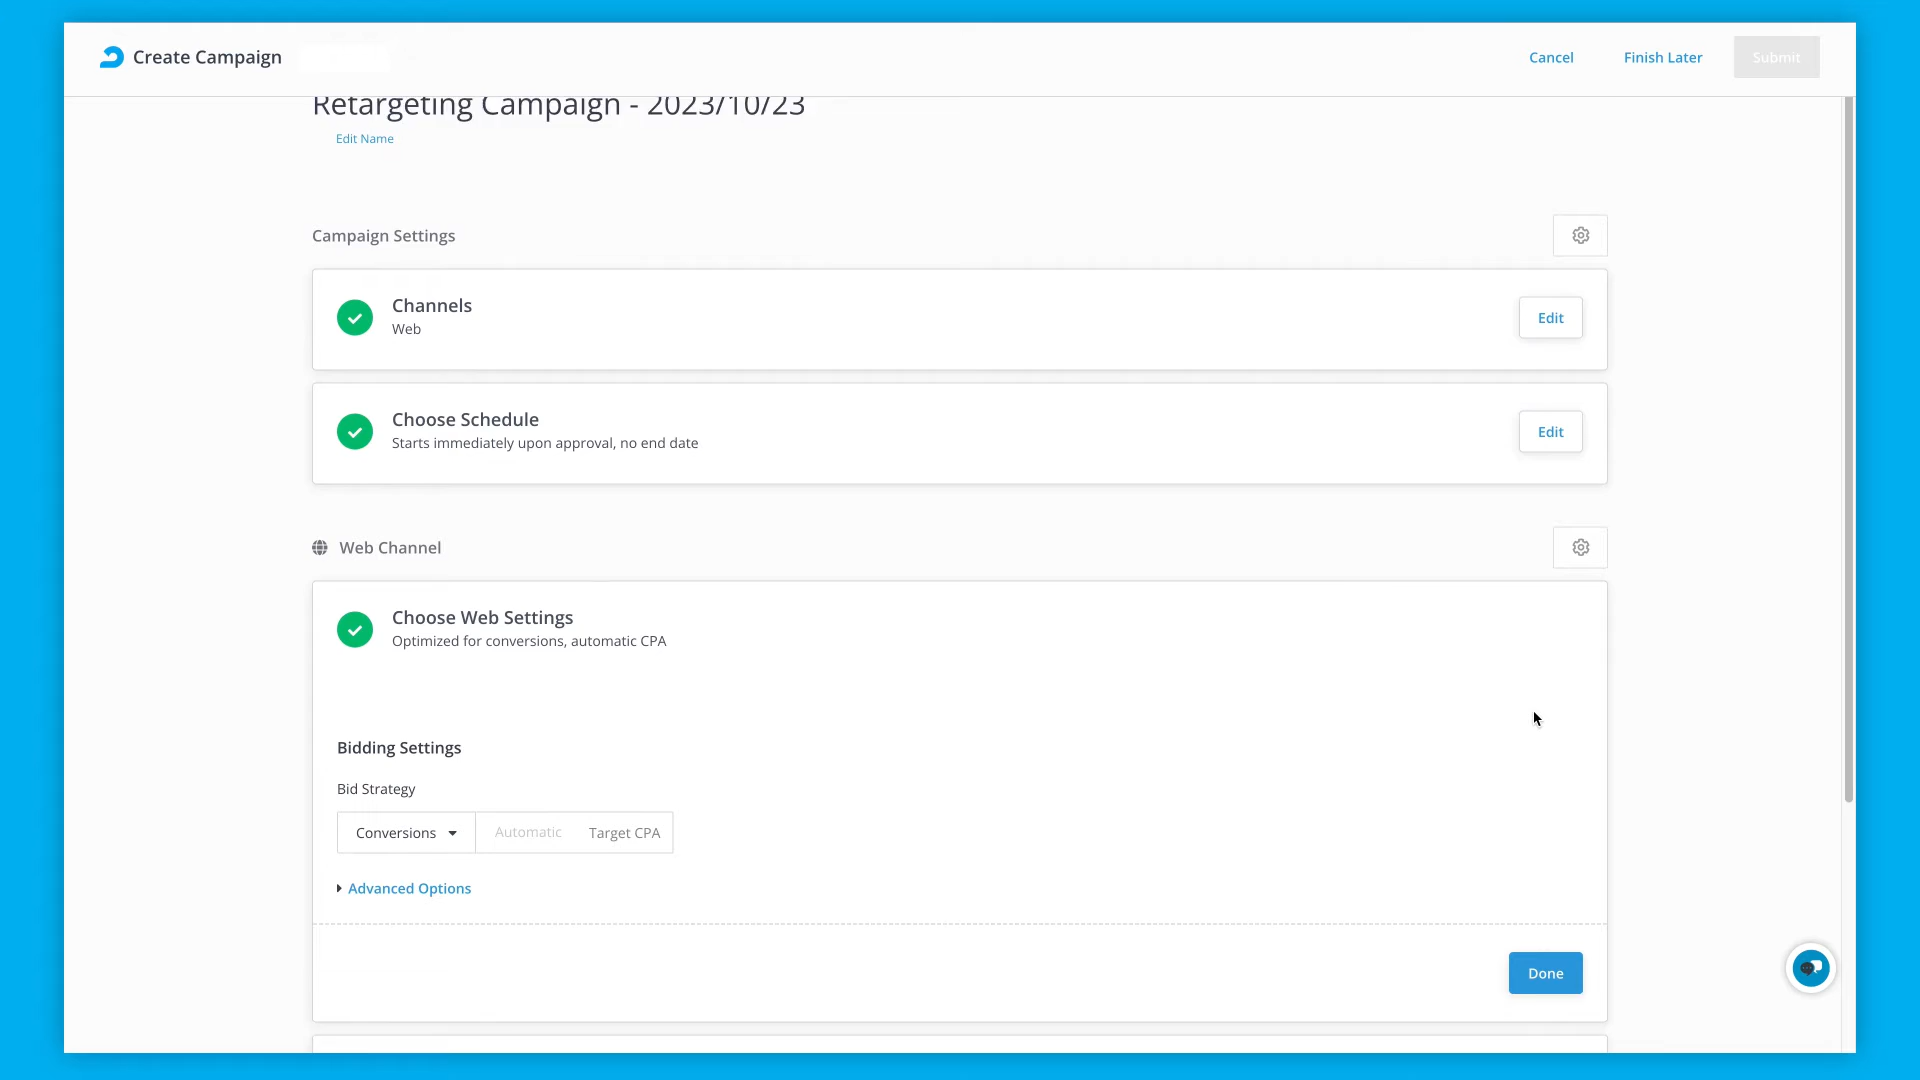 Create Campaign
Cancel
Finish Later
Submit
Retargeting Campaign - 2023/10/23
Edit Name
Campaign Settings
Channels
Web
Edit
Choose Schedule
Starts immediately upon approval, no end date
Edit
Web Channel
Choose Web Settings
Optimized for conversions, automatic CPA
Bidding Settings
Bid Strategy
Conversions
Automatic
Target CPA
Advanced Options
Done